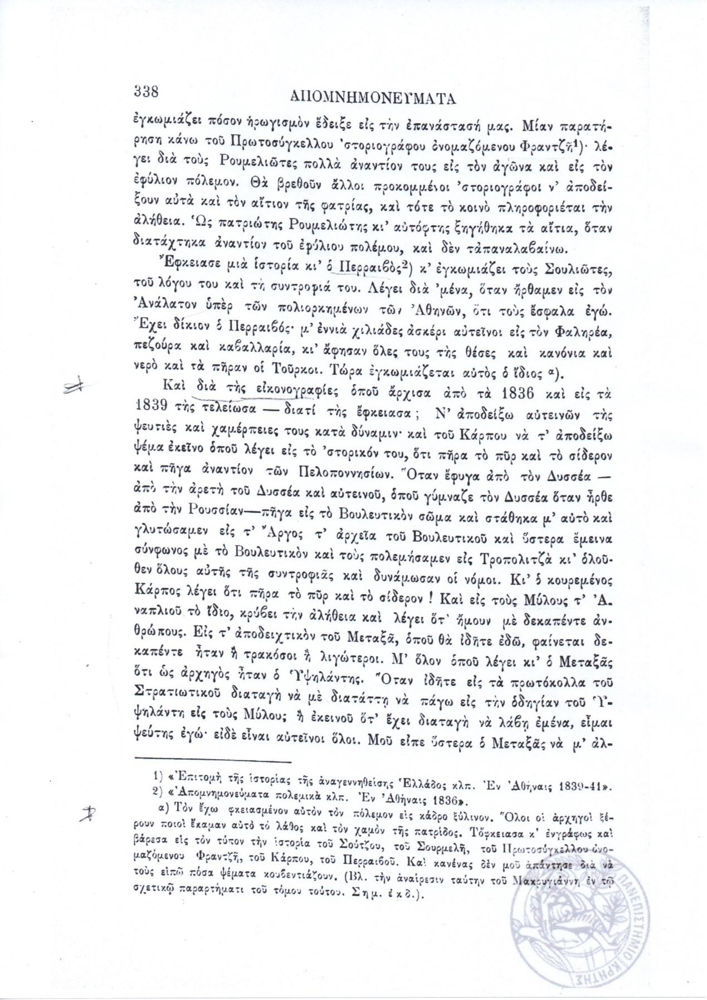 338
ΑΠΟΜΝΗΜΟΝΕΥΜΑΤΑ
ἐγκωμιάζει πόσον ἡρωγισμὸν ἔδειξε εἰς τὴν ἐπανάστασή μας. Μίαν παρατή-
ρηση κάνω τοῦ Πρωτοσύγκελλου ’στοριογράφου ὀνομαζόμενου Φραντζῆ¹)· λέ-
γει διὰ τοὺς Ρουμελιῶτες πολλὰ ἀναντίον τους εἰς τὸν ἀγῶνα καὶ εἰς τὸν
ἐφύλιον πόλεμον. Θὰ βρεθοῦν ἄλλοι προκομμένοι ’στοριογράφοι ν’ ἀποδεί-
ξουν αὐτὰ καὶ τὸν αἴτιον τῆς φατρίας, καὶ τότε τὸ κοινὸ πληροφοριέται τὴν
ἀλήθεια. Ὡς πατριώτης Ρουμελιώτης κι’ αὐτόφτης ξηγήθηκα τὰ αἴτια, ὅταν
διατάχτηκα ἀναντίον τοῦ ἐφύλιου πολέμου, καὶ δὲν τἀπαναλαβαίνω.
Ἔφκειασε μιὰ ἱστορία κι’ ὁ Περραιβὸς²) κ’ ἐγκωμιάζει τοὺς Σουλιῶτες,
τοῦ λόγου του καὶ τὴ συντροφιά του. Λέγει διὰ ’μένα, ὅταν ἤρθαμεν εἰς τὸν
Ἀνάλατον ὑπὲρ τῶν πολιορκημένων τῶν Ἀθηνῶν, ὅτι τοὺς ἔσφαλα ἐγώ.
Ἔχει δίκιον ὁ Περραιβός· μ’ ἐννιὰ χιλιάδες ἀσκέρι αὐτεῖνοι εἰς τὸν Φαληρέα,
πεζούρα καὶ καβαλλαρία, κι’ ἄφησαν ὅλες τους τῆς θέσες καὶ κανόνια καὶ
νερὸ καὶ τὰ πῆραν οἱ Τοῦρκοι. Τώρα ἐγκωμιάζεται αὐτὸς ὁ ἴδιος α).
Καὶ διὰ τῆς εἰκονογραφίες ὁποῦ ἄρχισα ἀπὸ τὰ 1836 καὶ εἰς τὰ
1839 τῆς τελείωσα — διατί τῆς ἔφκειασα; Ν’ ἀποδείξω αὐτεινῶν τῆς
ψευτιὲς καὶ χαμέρπειες τους κατὰ δύναμιν· καὶ τοῦ Κάρπου νὰ τ’ ἀποδείξω
ψέμα ἐκεῖνο ὁποῦ λέγει εἰς τὸ ’στορικόν του, ὅτι πῆρα τὸ πῦρ καὶ τὸ σίδερον
καὶ πῆγα ἀναντίον τῶν Πελοποννησίων. Ὅταν ἔφυγα ἀπὸ τὸν Δυσσέα —
ἀπὸ τὴν ἀρετὴ τοῦ Δυσσέα καὶ αὐτεινοῦ, ὁποῦ γύμναζε τὸν Δυσσέα ὅταν ἦρθε
ἀπὸ τὴν Ρουσσίαν—πῆγα εἰς τὸ Βουλευτικὸν σῶμα καὶ στάθηκα μ’ αὐτὸ καὶ
γλυτώσαμεν εἰς τ’ Ἄργος τ’ ἀρχεῖα τοῦ Βουλευτικοῦ καὶ ὕστερα ἔμεινα
σύνφωνος μὲ τὸ Βουλευτικὸν καὶ τοὺς πολεμήσαμεν εἰς Τροπολιτζὰ κι’ ὁλοῦ-
θεν ὅλους αὐτῆς τῆς συντροφιᾶς καὶ δυνάμωσαν οἱ νόμοι. Κι’ ὁ κουρεμένος
Κάρπος λέγει ὅτι πῆρα τὸ πῦρ καὶ τὸ σίδερον! Καὶ εἰς τοὺς Μύλους τ’ Ἀ-
ναπλιοῦ τὸ ἴδιο, κρύβει τὴν ἀλήθεια καὶ λέγει ὅτ’ ἤμουν μὲ δεκαπέντε ἀν-
θρώπους. Εἰς τ’ ἀποδειχτικὸν τοῦ Μεταξᾶ, ὁποῦ θὰ ἰδῆτε ἐδῶ, φαίνεται δε-
καπέντε ἦταν ἢ τρακόσοι ἢ λιγώτεροι. Μ’ ὅλον ὁποῦ λέγει κι’ ὁ Μεταξᾶς
ὅτι ὡς ἀρχηγὸς ἦταν ὁ Ὑψηλάντης. Ὅταν ἰδῆτε εἰς τὰ πρωτόκολλα τοῦ
Στρατιωτικοῦ διαταγὴ νὰ μὲ διατάττῃ νὰ πάγω εἰς τὴν ὁδηγίαν τοῦ Ὑ-
ψηλάντη εἰς τοὺς Μύλου; ἢ ἐκεινοῦ ὅτ’ ἔχει διαταγὴ νὰ λάβῃ ἐμένα, εἶμαι
ψεύτης ἐγώ· εἰδὲ εἶναι αὐτεῖνοι ὅλοι. Μοῦ εἶπε ὕστερα ὁ Μεταξᾶς νὰ μ’ ἀλ-
1) «Ἐπιτομὴ τῆς ἱστορίας τῆς ἀναγεννηθείσης Ἑλλάδος κλπ. Ἐν Ἀθήναις 1839-41».
2) «Ἀπομνημονεύματα πολεμικὰ κλπ. Ἐν Ἀθήναις 1836».
α) Τὸν ἔχω φκειασμένον αὐτὸν τὸν πόλεμον εἰς κάδρο ξύλινον. Ὅλοι οἱ ἀρχηγοὶ ξέ-
ρουν ποιοὶ ἔκαμαν αὐτὸ τὸ λάθος καὶ τὸν χαμὸν τῆς πατρίδος. Τὄφκειασα κ’ ἐνγράφως καὶ
βάρεσα εἰς τὸν τύπον τὴν ἱστορία τοῦ Σούτζου, τοῦ Σουρμελῆ, τοῦ Πρωτοσύγκελλου ὀνο-
μαζόμενου Φραντζῆ, τοῦ Κάρπου, τοῦ Περραιβοῦ. Καὶ κανένας δὲν μοῦ ἀπάντησε διὰ νὰ
τοὺς εἰπῶ πόσα ψέματα κουβεντιάζουν. (Βλ. τὴν ἀναίρεσιν ταύτην τοῦ Μακρυγιάννη ἐν τῷ
σχετικῷ παραρτήματι τοῦ τόμου τούτου. Σημ. ἐκδ.).
ΠΑΝΕΠΙΣΤΗΜΙΟ ΚΡΗΤΗΣ